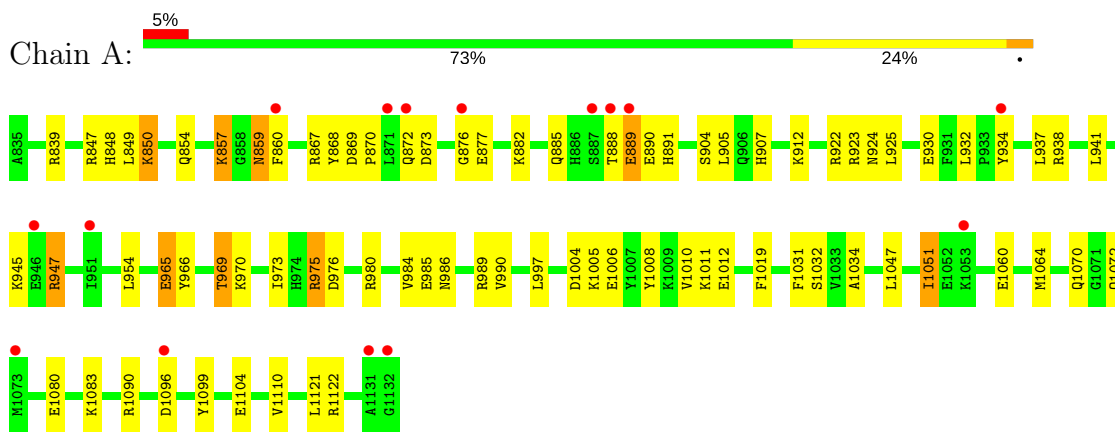 5%
Chain A:
73% 24% •
A835 R839 R847 H848 L849 K850 Q854 K857 G858 N859 F860 R867 Y868 D869 P870 L871 Q872 D873 G876 E877 K882 Q885 H886 S887 T888 E889 E890 H891 S904 L905 Q906 H907 K912 R922 R923 N924 L925 E930 F931 L932 P933 Y934 L937 R938 L941
K945 E946 R947 I951 L954 E965 Y966 T969 K970 I973 H974 R975 D976 R980 V984 E985 N986 R989 V990 L997 D1004 K1005 E1006 Y1007 Y1008 K1009 V1010 K1011 E1012 F1019 F1031 S1032 V1033 A1034 L1047 I1051 E1052 K1053 E1060 M1064 Q1070 G1071
M1073 E1080 K1083 R1090 D1096 Y1099 E1104 V1110 L1121 R1122 A1131 G1132